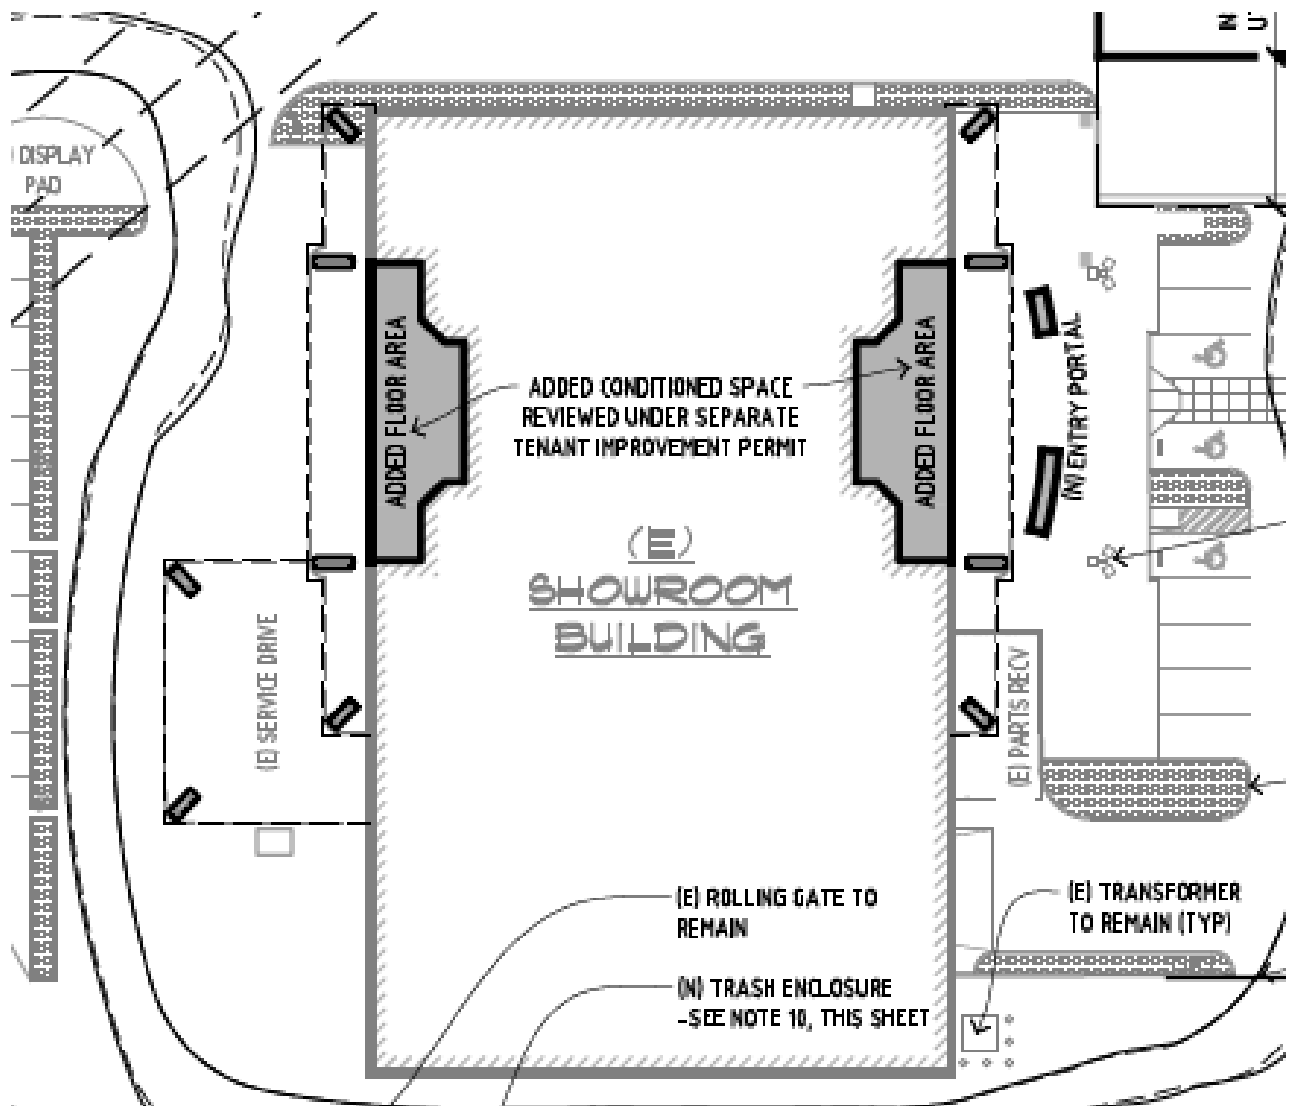 N
U
DISPLAY
PAD
ADDED FLOOR AREA
ADDED CONDITIONED SPACE
REVIEWED UNDER SEPARATE
TENANT IMPROVEMENT PERMIT
ADDED FLOOR AREA
(N) ENTRY PORTAL
(E)
SHOWROOM
BUILDING
(E) SERVICE DRIVE
(E) PARTS RECV
(E) ROLLING GATE TO
REMAIN
(E) TRANSFORMER
TO REMAIN (TYP)
(N) TRASH ENCLOSURE
-SEE NOTE 10, THIS SHEET